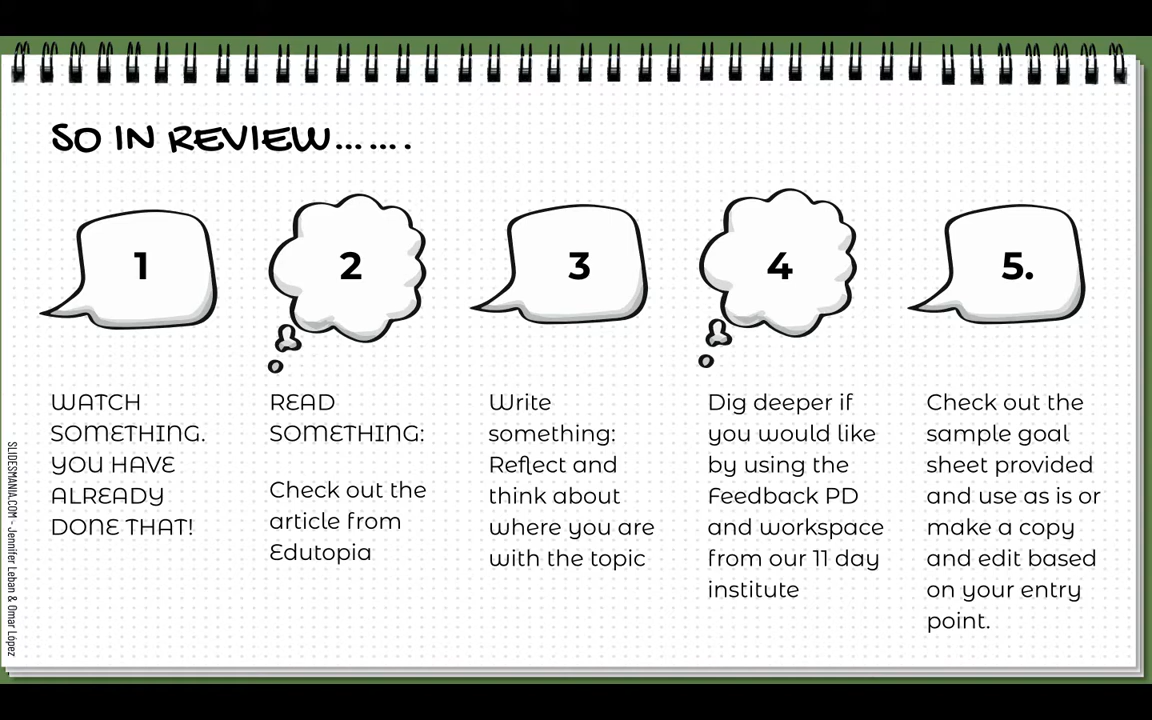 SO IN REVIEW.......
1
2
3
4
5.
WATCH
SOMETHING.
YOU HAVE
ALREADY
DONE THAT!
READ
SOMETHING:
Check out the
article from
Edutopia
Write
something:
Reflect and
think about
where you are
with the topic
Dig deeper if
you would like
by using the
Feedback PD
and workspace
from our 11 day
institute
Check out the
sample goal
sheet provided
and use as is or
make a copy
and edit based
on your entry
point.
SLIDESMANIA.COM - Jennifer Leban & Omar López